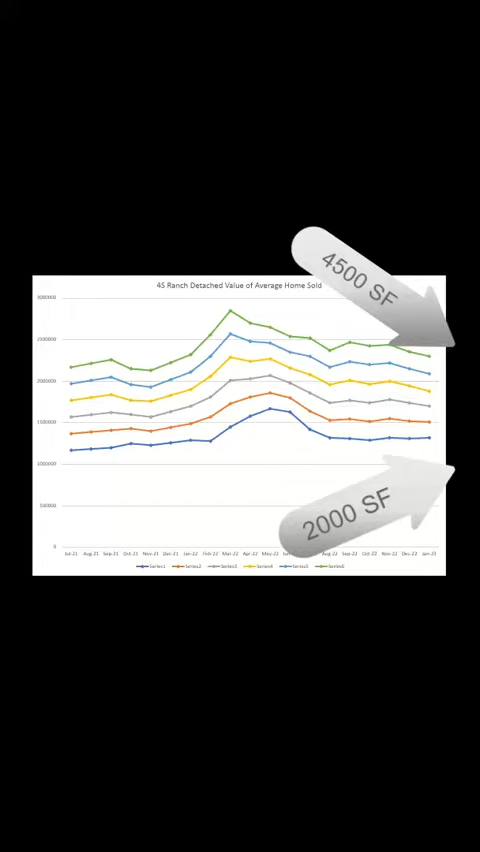 4500 SF
4S Ranch Detached Value of Average Home Sold
3000000
2500000
2000000
1500000
1000000
500000
0
2000 SF
Jul-21 Aug-21 Sep-21 Oct-21 Nov-21 Dec-21 Jan-22 Feb-22 Mar-22 Apr-22 May-22 Aug-22 Sep-22 Oct-22 Nov-22 Dec-22 Jan-23
Series1 Series2 Series3 Series4 Series5 Series6